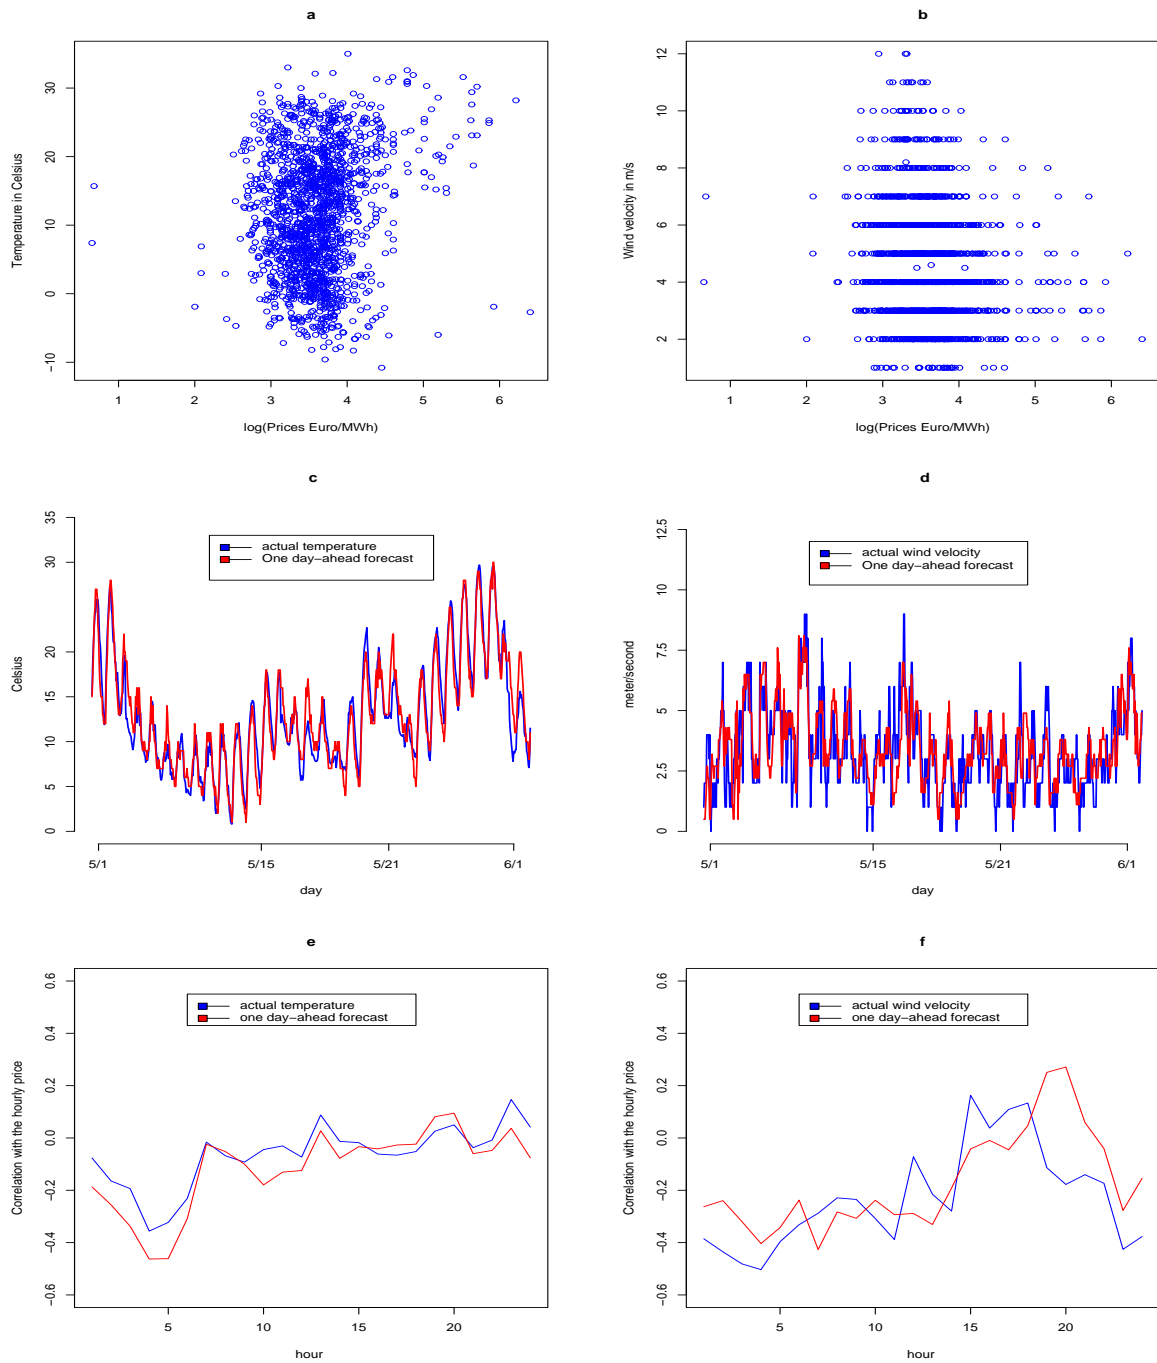 a
Temperature in Celsius
30
20
10
0
−10
1 2 3 4 5 6
log(Prices Euro/MWh)
b
Wind velocity in m/s
12
10
8
6
4
2
1 2 3 4 5 6
log(Prices Euro/MWh)
c
Celsius
35
30
25
20
15
10
5
0
actual temperature
One day−ahead forecast
5/1 5/15 5/21 6/1
day
d
meter/second
12.5
10
7.5
5
2.5
0
actual wind velocity
One day−ahead forecast
5/1 5/15 5/21 6/1
day
e
Correlation with the hourly price
0.6
0.4
0.2
0.0
−0.2
−0.4
−0.6
actual temperature
one day−ahead forecast
5 10 15 20
hour
f
Correlation with the hourly price
0.6
0.4
0.2
0.0
−0.2
−0.4
−0.6
actual wind velocity
one day−ahead forecast
5 10 15 20
hour